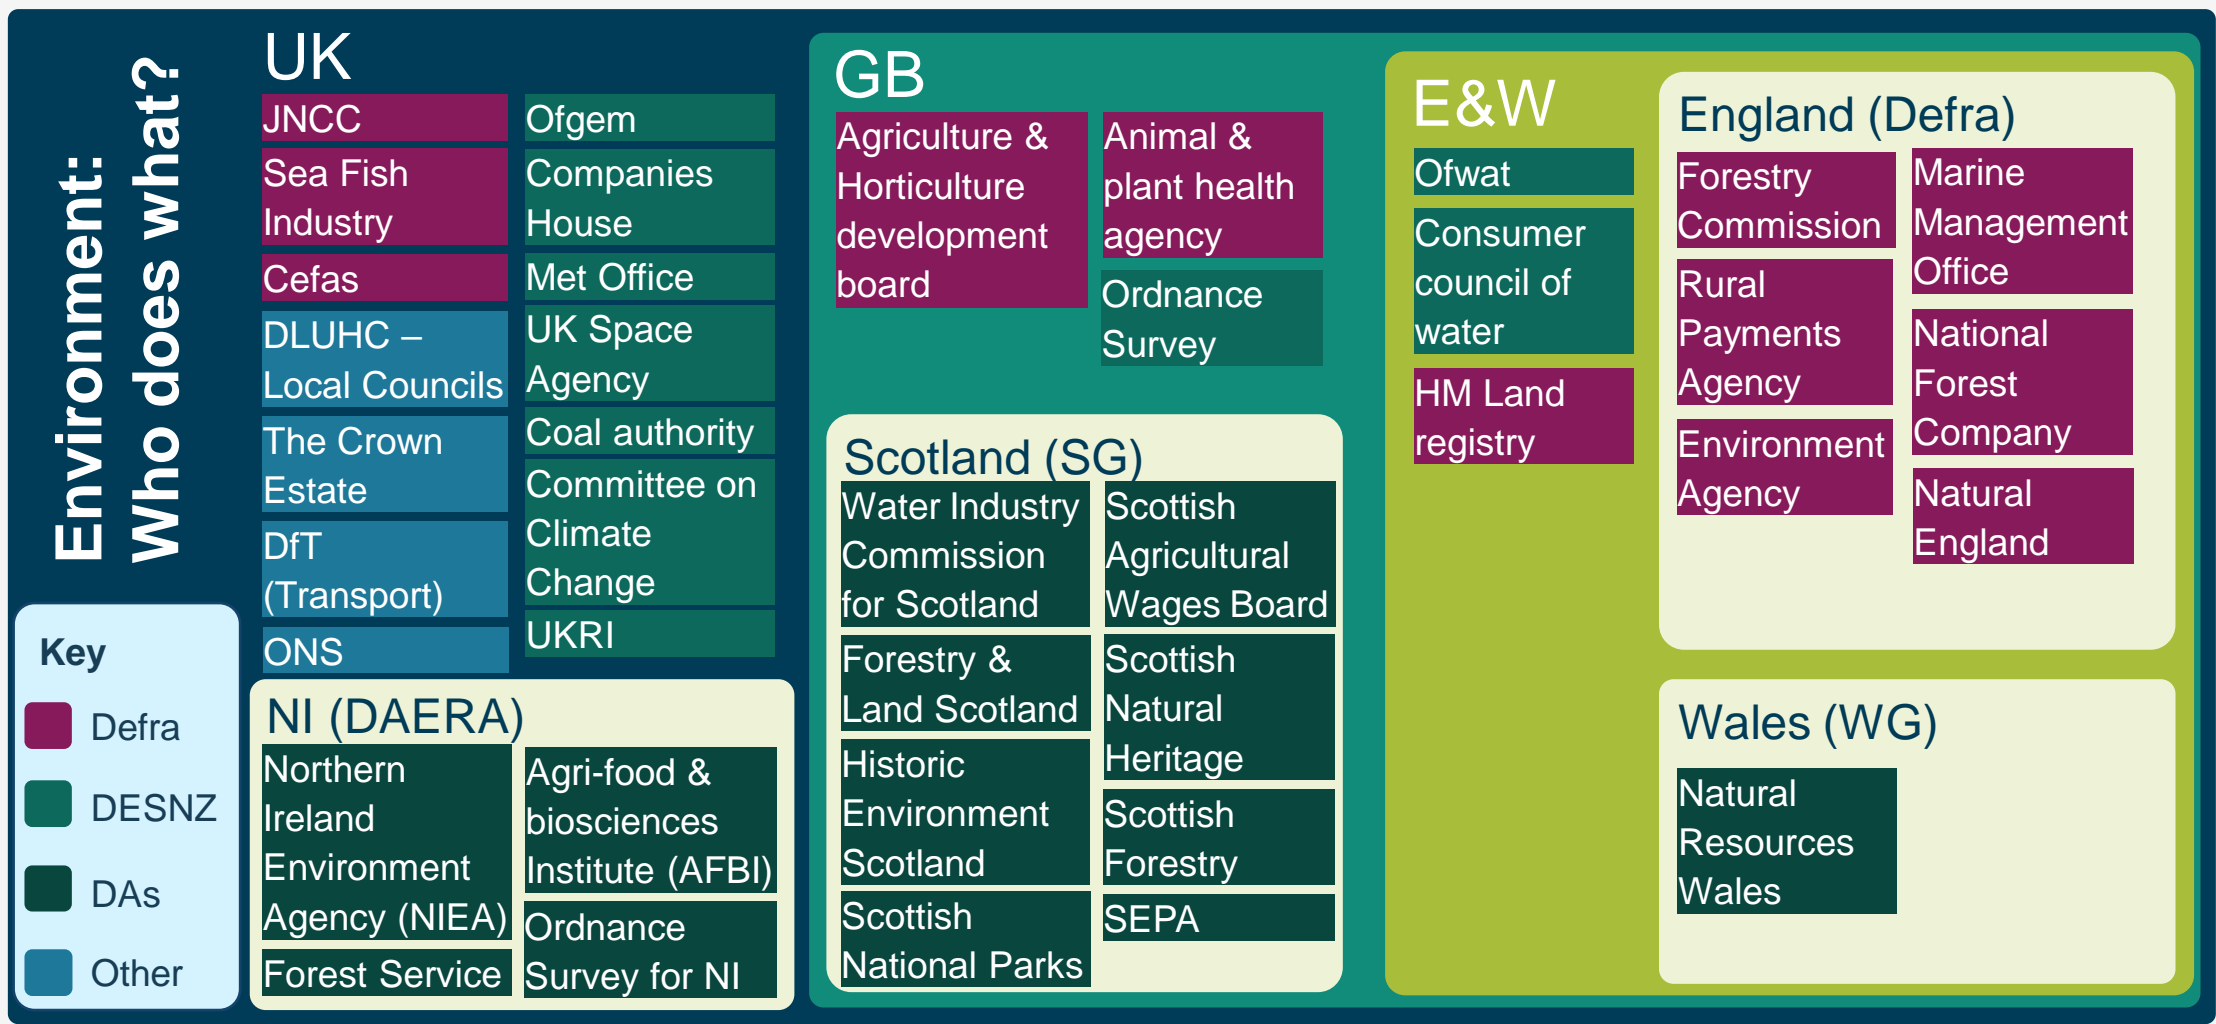 Environment:
Who does what?
UK
JNCC
Sea Fish
Industry
Cefas
DLUHC –
Local Councils
The Crown
Estate
DfT
(Transport)
ONS
Ofgem
Companies
House
Met Office
UK Space
Agency
Coal authority
Committee on
Climate
Change
UKRI
NI (DAERA)
Northern
Ireland
Environment
Agency (NIEA)
Forest Service
Agri-food &
biosciences
Institute (AFBI)
Ordnance
Survey for NI
GB
Agriculture &
Horticulture
development
board
Animal &
plant health
agency
Ordnance
Survey
Scotland (SG)
Water Industry
Commission
for Scotland
Forestry &
Land Scotland
Historic
Environment
Scotland
Scottish
National Parks
Scottish
Agricultural
Wages Board
Scottish
Natural
Heritage
Scottish
Forestry
SEPA
E&W
Ofwat
Consumer
council of
water
HM Land
registry
England (Defra)
Forestry
Commission
Rural
Payments
Agency
Environment
Agency
Marine
Management
Office
National
Forest
Company
Natural
England
Wales (WG)
Natural
Resources
Wales
Key
Defra
DESNZ
DAs
Other